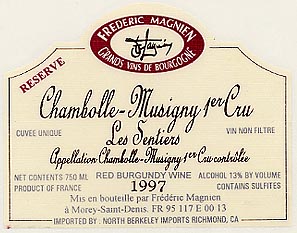 FREDERIC MAGNIEN
GRANDS VINS DE BOURGOGNE
RESERVE
Chambolle-Musigny 1er Cru
CUVEE UNIQUE
VIN NON FILTRE
Les Sentiers
Appellation Chambolle-Musigny 1er Cru contrôlée
NET CONTENTS 750 ML RED BURGUNDY WINE ALCOHOL 13% BY VOLUME
PRODUCT OF FRANCE 1997 CONTAINS SULFITES
Mis en bouteille par Frédéric Magnien
à Morey-Saint-Denis. FR 95 117 E 00 13
IMPORTED BY : NORTH BERKELEY IMPORTS RICHMOND, CA